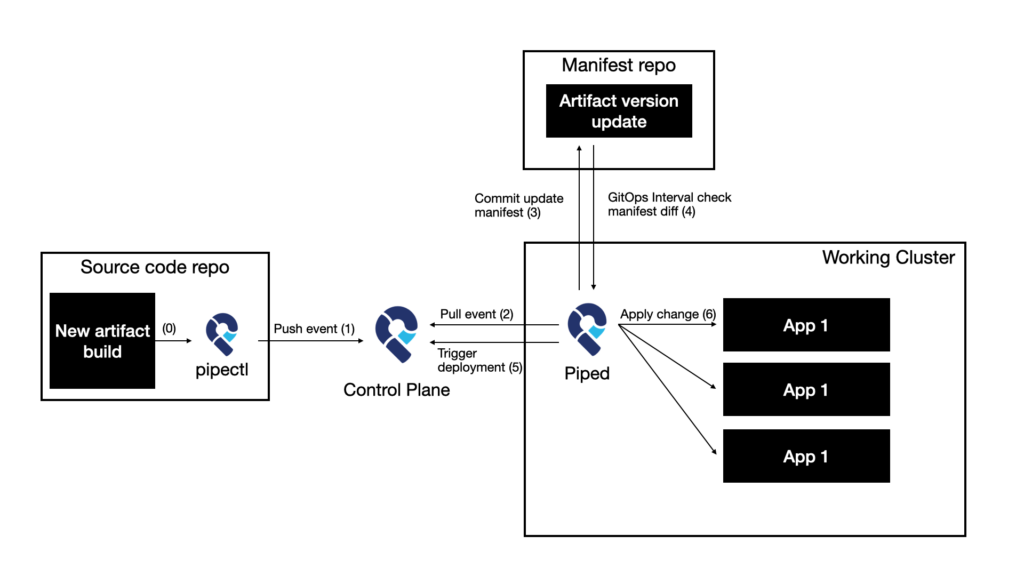 Manifest repo
Artifact version
update
Commit update
manifest (3)
GitOps Interval check
manifest diff (4)
Working Cluster
Source code repo
New artifact
build
(0)
pipectl
Push event (1)
Control Plane
Pull event (2)
Trigger
deployment (5)
Piped
Apply change (6)
App 1
App 1
App 1